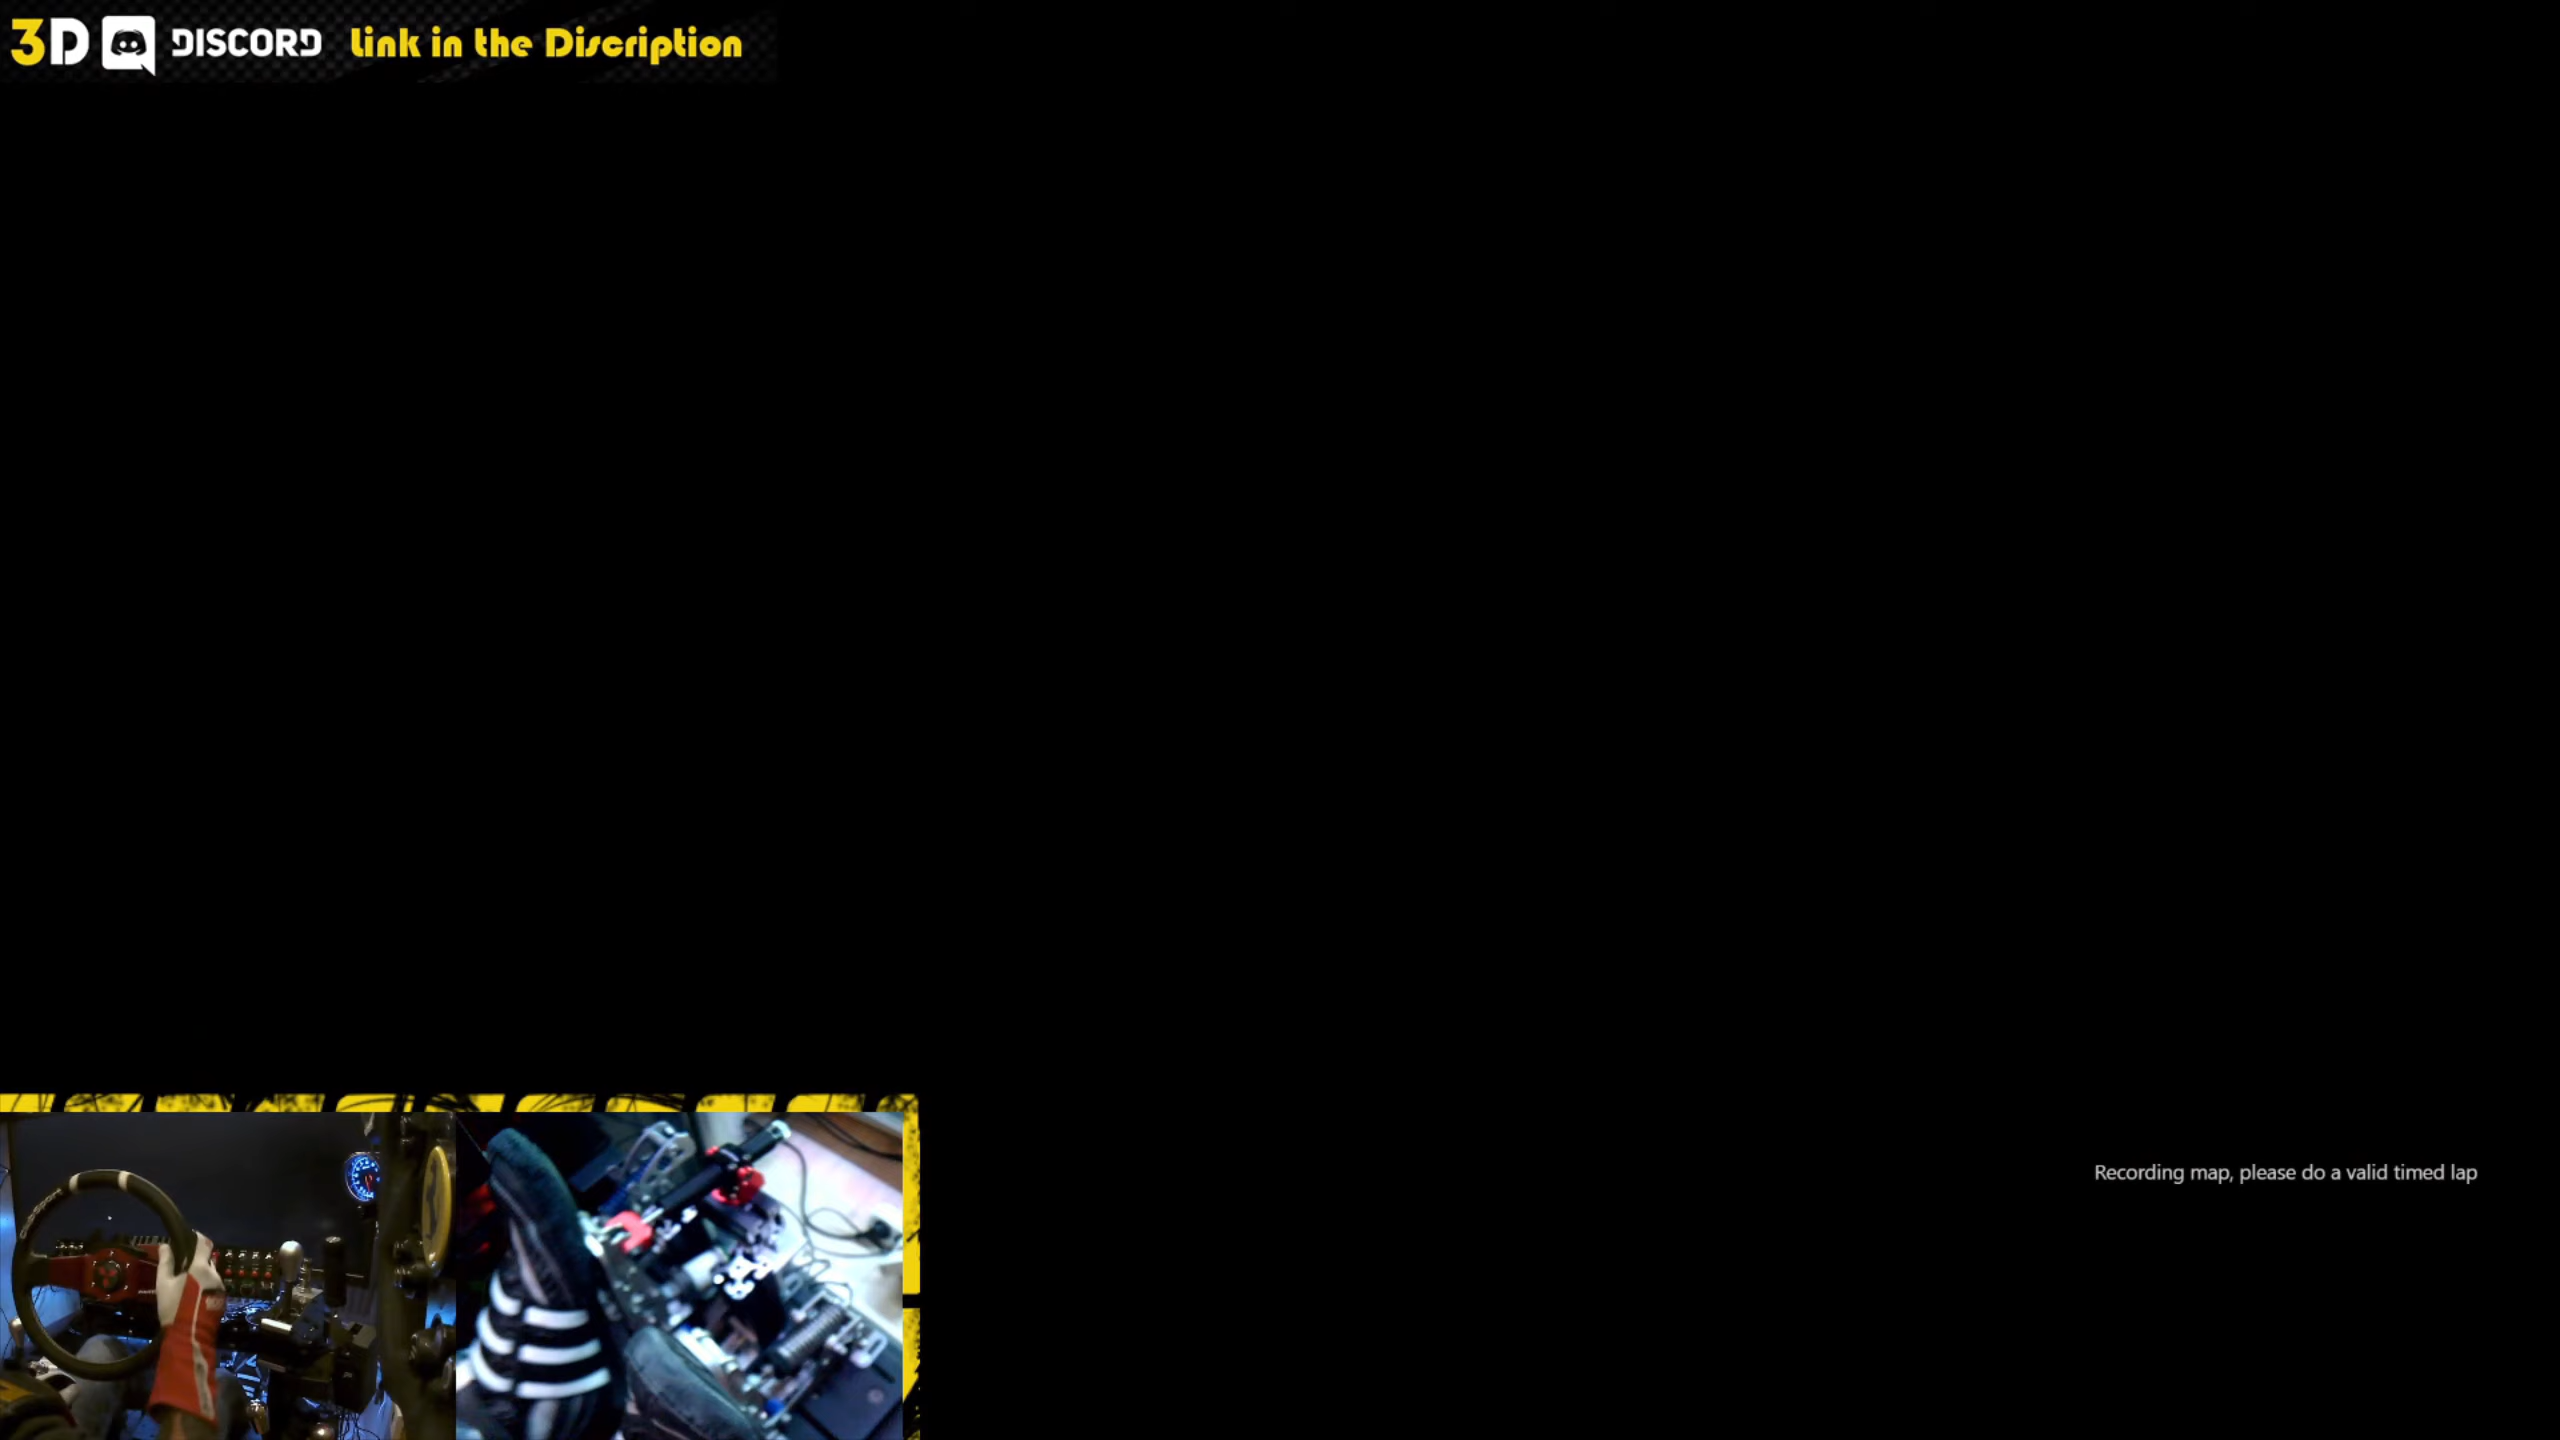 3D DISCORD Link in the Discription
Recording map, please do a valid timed lap